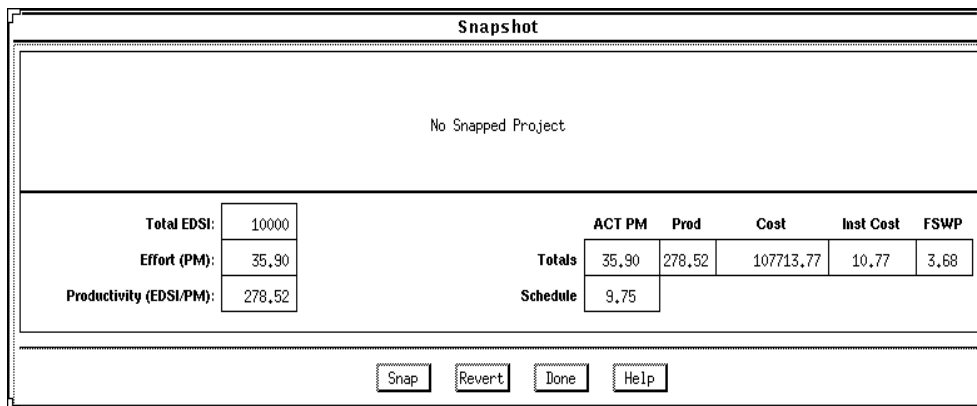 Snapshot
No Snapped Project
Total EDSI: 10000 ACT PM Prod Cost Inst Cost FSWP
Effort (PM): 35.90 Totals 35.90 278.52 107713.77 10.77 3.68
Productivity (EDSI/PM): 278.52 Schedule 9.75
Snap Revert Done Help